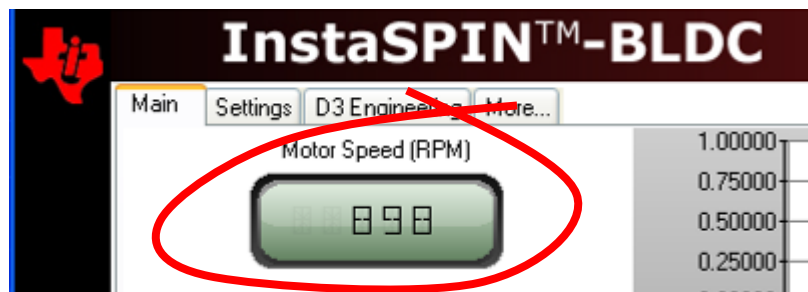 InstaSPIN™-BLDC
Main Settings D3 Engineering More...
Motor Speed (RPM)
898
1.00000
0.75000
0.50000
0.25000